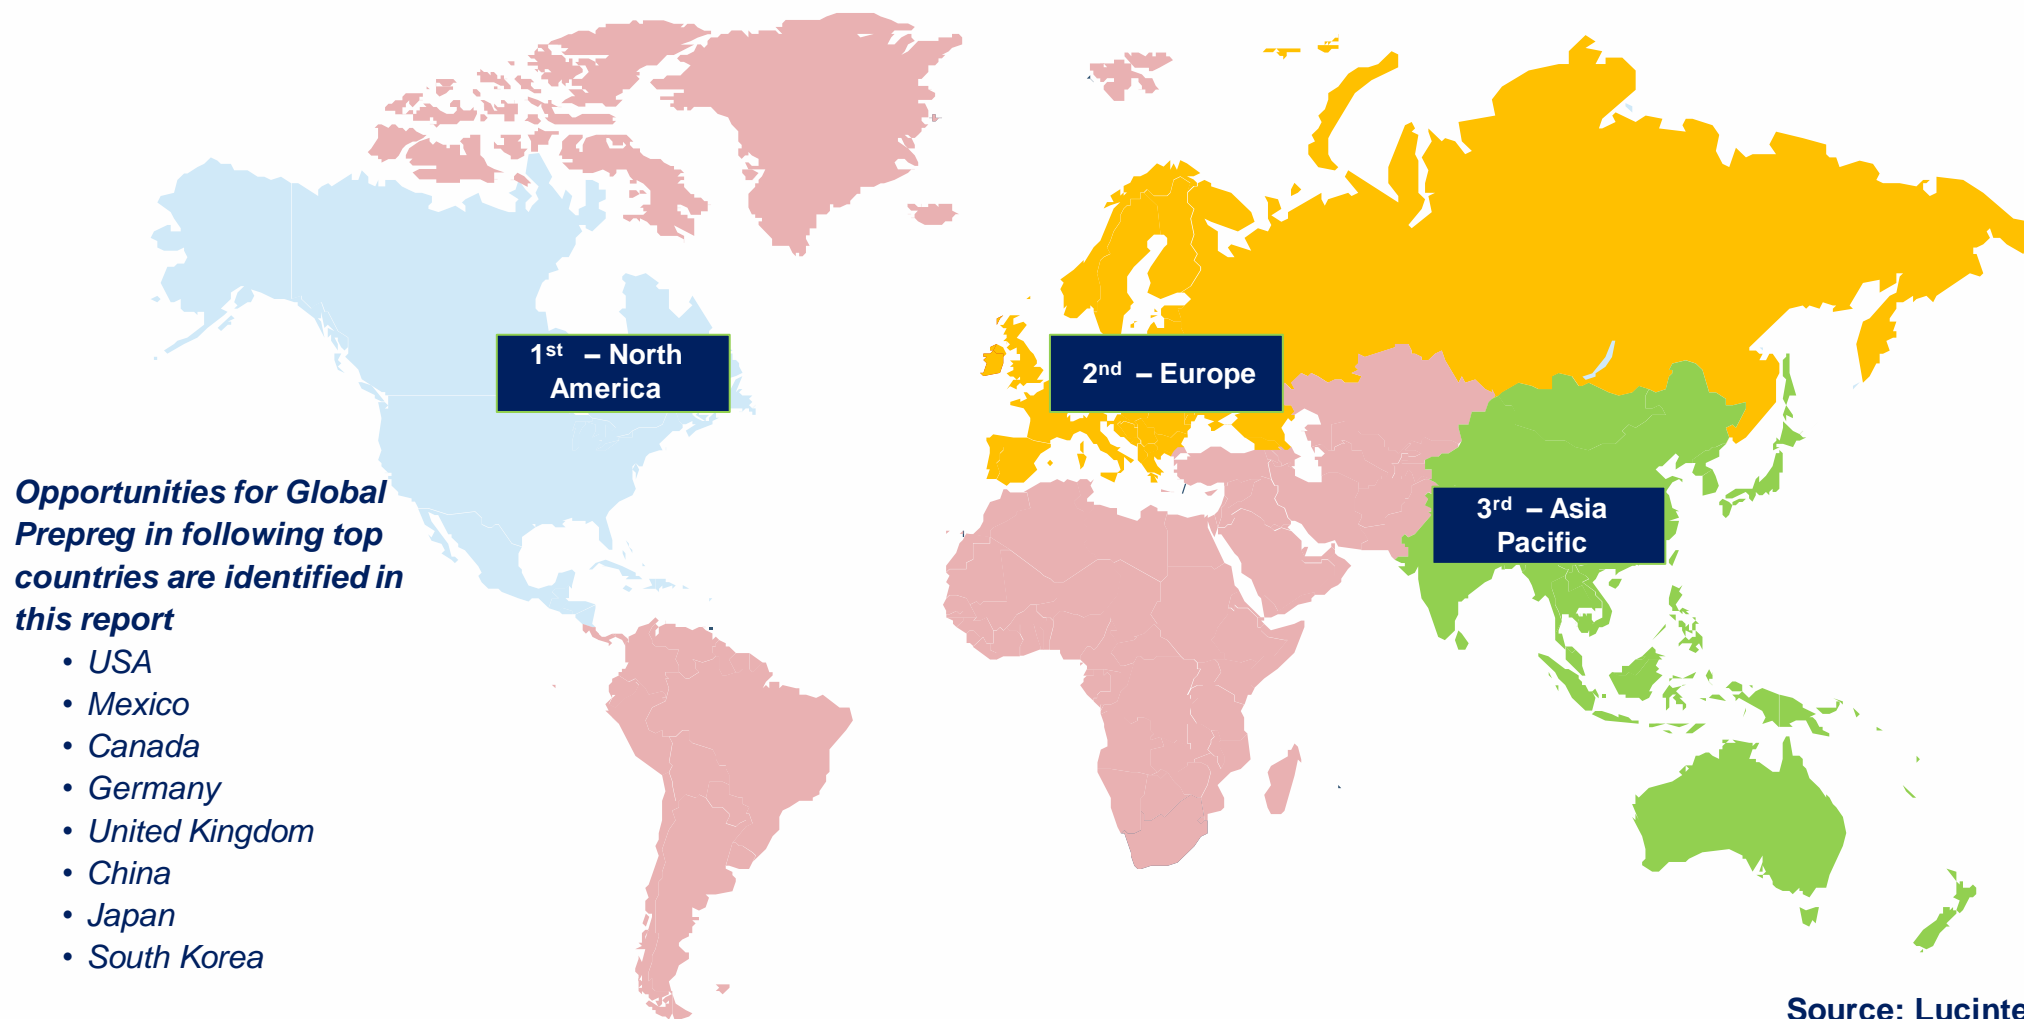 1st – North
America
2nd – Europe
3rd – Asia
Pacific
Opportunities for Global
Prepreg in following top
countries are identified in
this report
• USA
• Mexico
• Canada
• Germany
• United Kingdom
• China
• Japan
• South Korea
Source: Lucinte